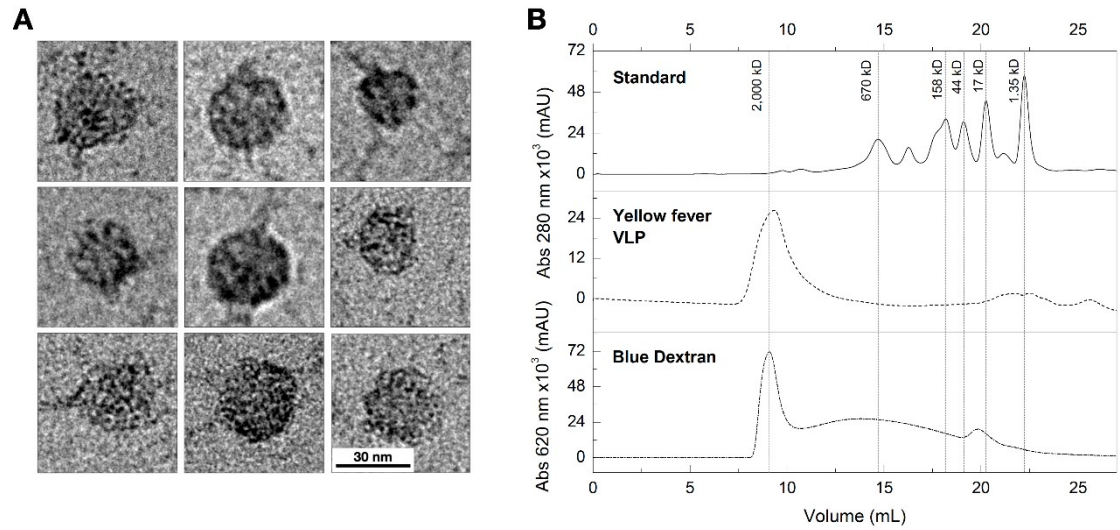 A
30 nm
B
0 5 10 15 20 25
72
48
24
0
Standard
2,000 kD
670 kD
158 kD
44 kD
17 kD
1.35 kD
Abs 280 nm x10³ (mAU)
24
12
0
Yellow fever
VLP
Abs 620 nm x10³ (mAU)
72
48
24
0
Blue Dextran
0 5 10 15 20 25
Volume (mL)